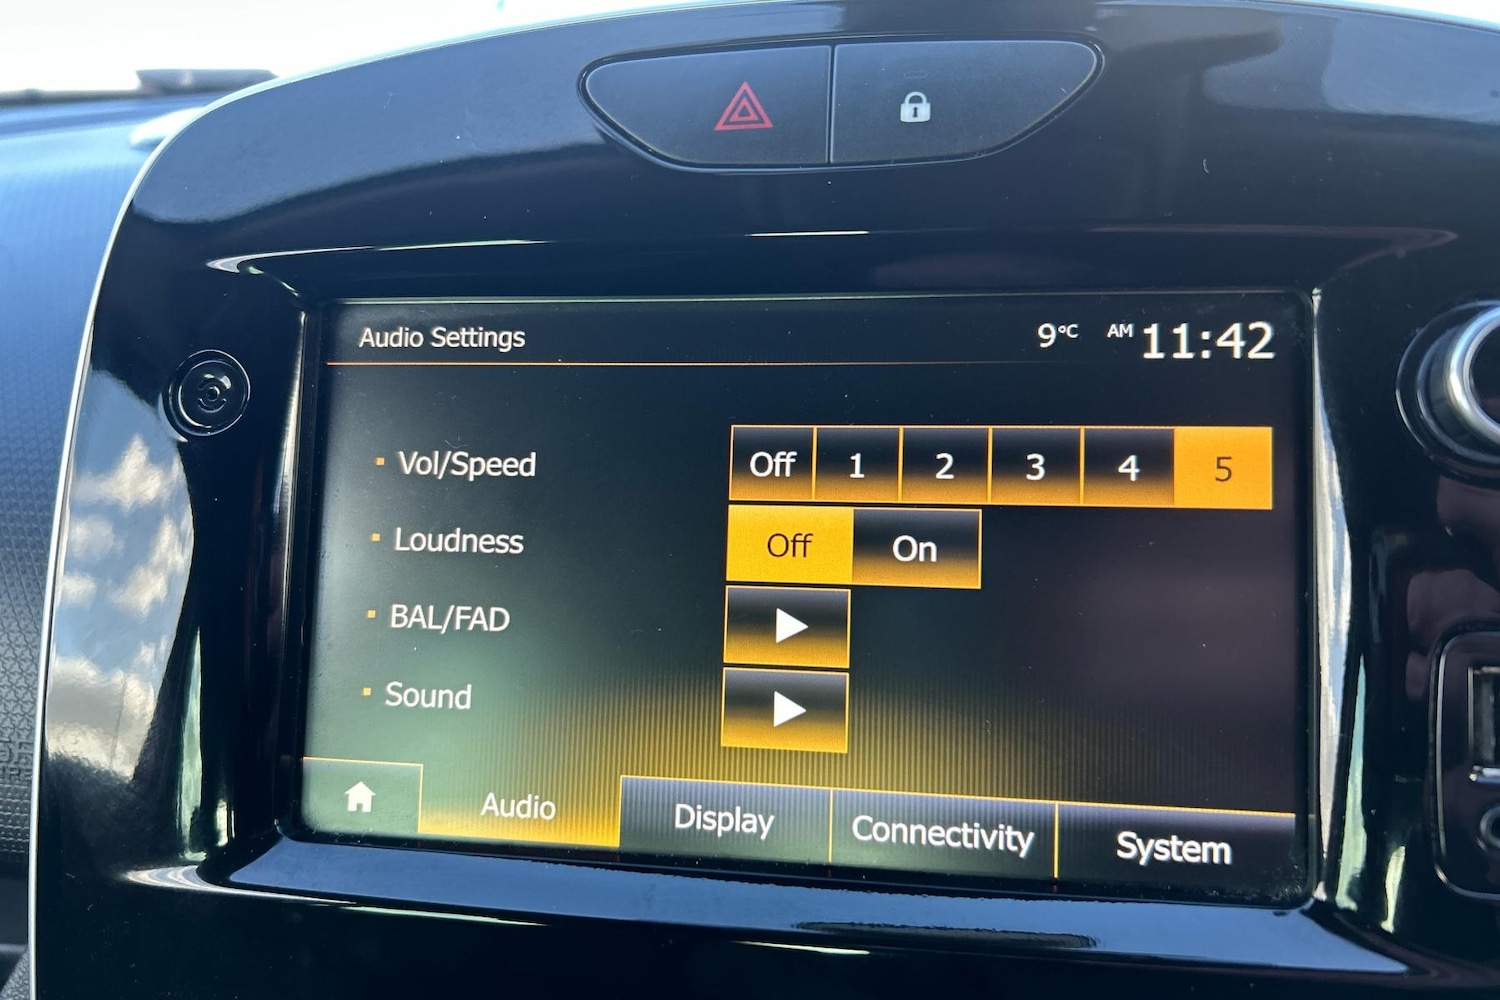 Audio Settings 9°C AM 11:42
Vol/Speed Off 1 2 3 4 5
Loudness Off On
BAL/FAD
Sound
Audio Display Connectivity System